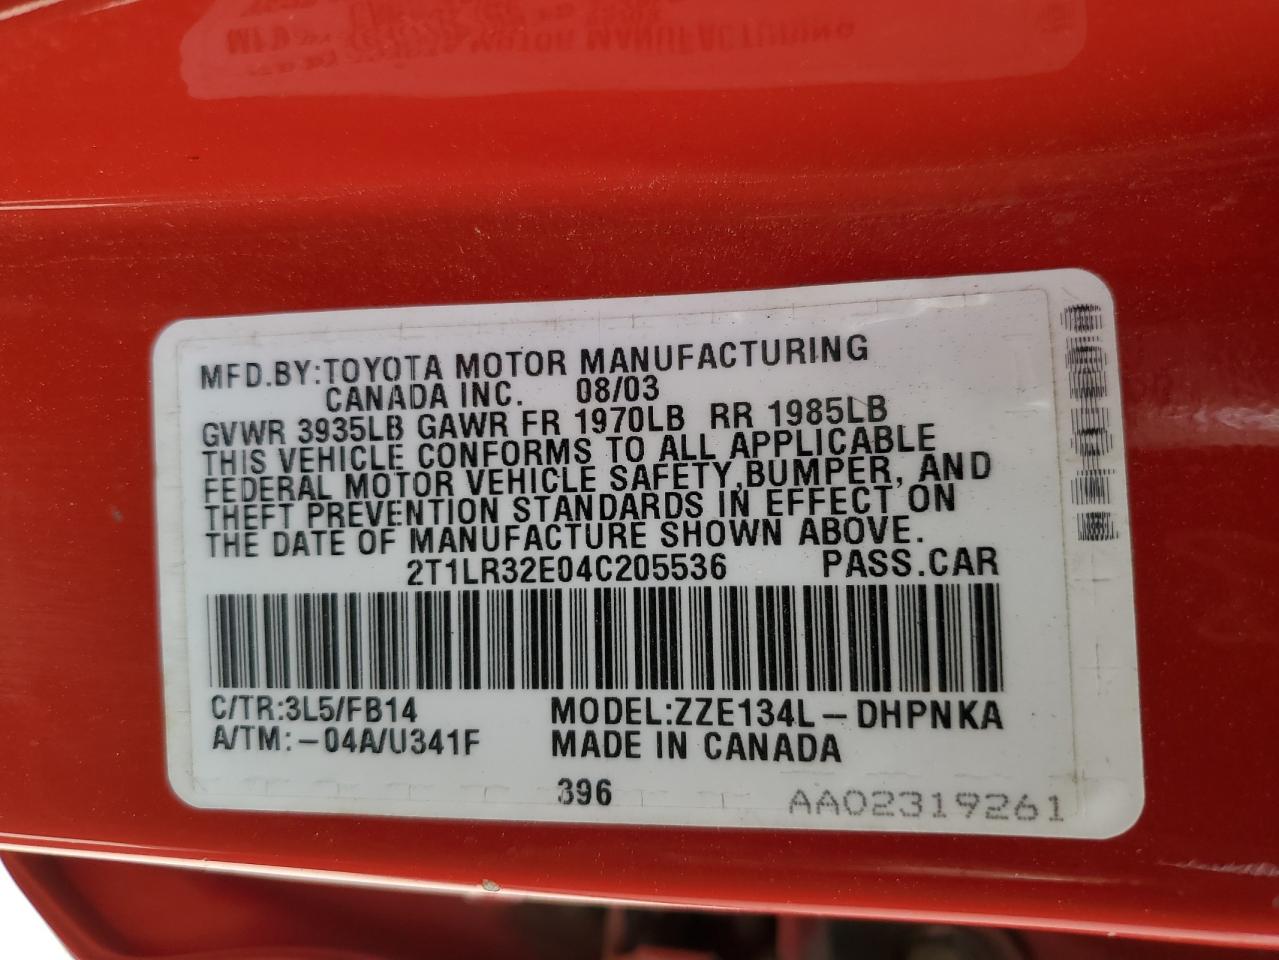 MFD.BY:TOYOTA MOTOR MANUFACTURING
CANADA INC. 08/03
GVWR 3935LB GAWR FR 1970LB RR 1985LB
THIS VEHICLE CONFORMS TO ALL APPLICABLE
FEDERAL MOTOR VEHICLE SAFETY,BUMPER, AND
THEFT PREVENTION STANDARDS IN EFFECT ON
THE DATE OF MANUFACTURE SHOWN ABOVE.
2T1LR32E04C205536 PASS.CAR
C/TR:3L5/FB14 MODEL:ZZE134L-DHPNKA
A/TM:-04A/U341F MADE IN CANADA
396 AA02319261